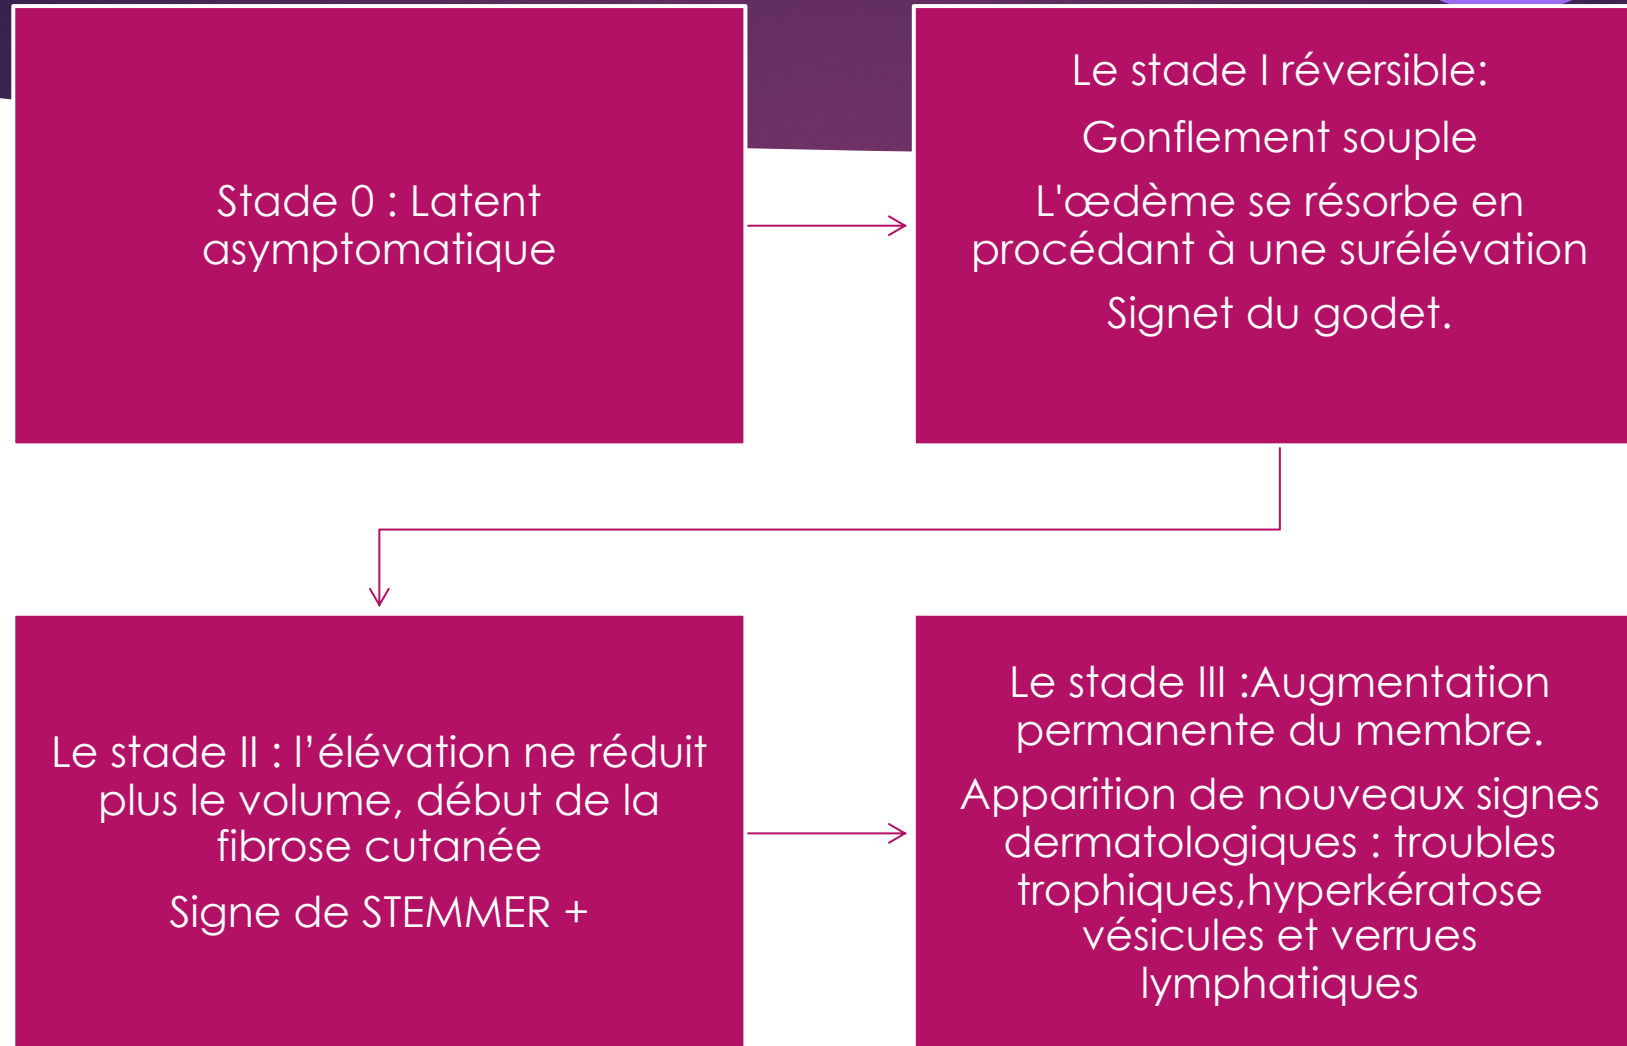 Stade 0 : Latent
asymptomatique
Le stade I réversible:
Gonflement souple
L'œdème se résorbe en
procédant à une surélévation
Signet du godet.
Le stade II : l’élévation ne réduit
plus le volume, début de la
fibrose cutanée
Signe de STEMMER +
Le stade III :Augmentation
permanente du membre.
Apparition de nouveaux signes
dermatologiques : troubles
trophiques,hyperkératose
vésicules et verrues
lymphatiques